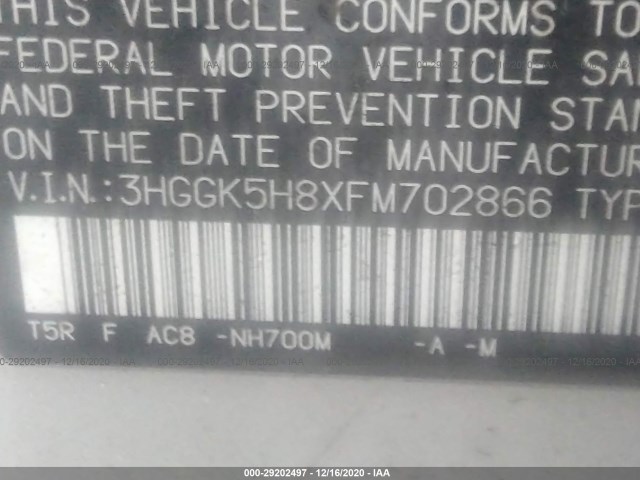 THIS VEHICLE CONFORMS TO
FEDERAL MOTOR VEHICLE SA
AND THEFT PREVENTION STAN
ON THE DATE OF MANUFACTUR
V.I.N.:3HGGK5H8XFM702866 TYP
T5R F AC8 -NH700M -A -M
000-29202497 - 12/16/2020 - IAA